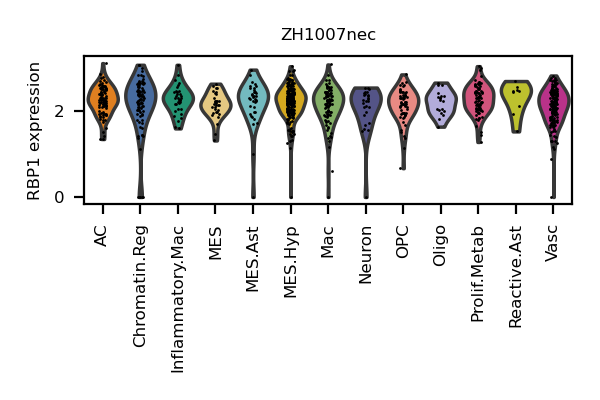 ZH1007nec
RBP1 expression
2
0
AC
Chromatin.Reg
Inflammatory.Mac
MES
MES.Ast
MES.Hyp
Mac
Neuron
OPC
Oligo
Prolif.Metab
Reactive.Ast
Vasc